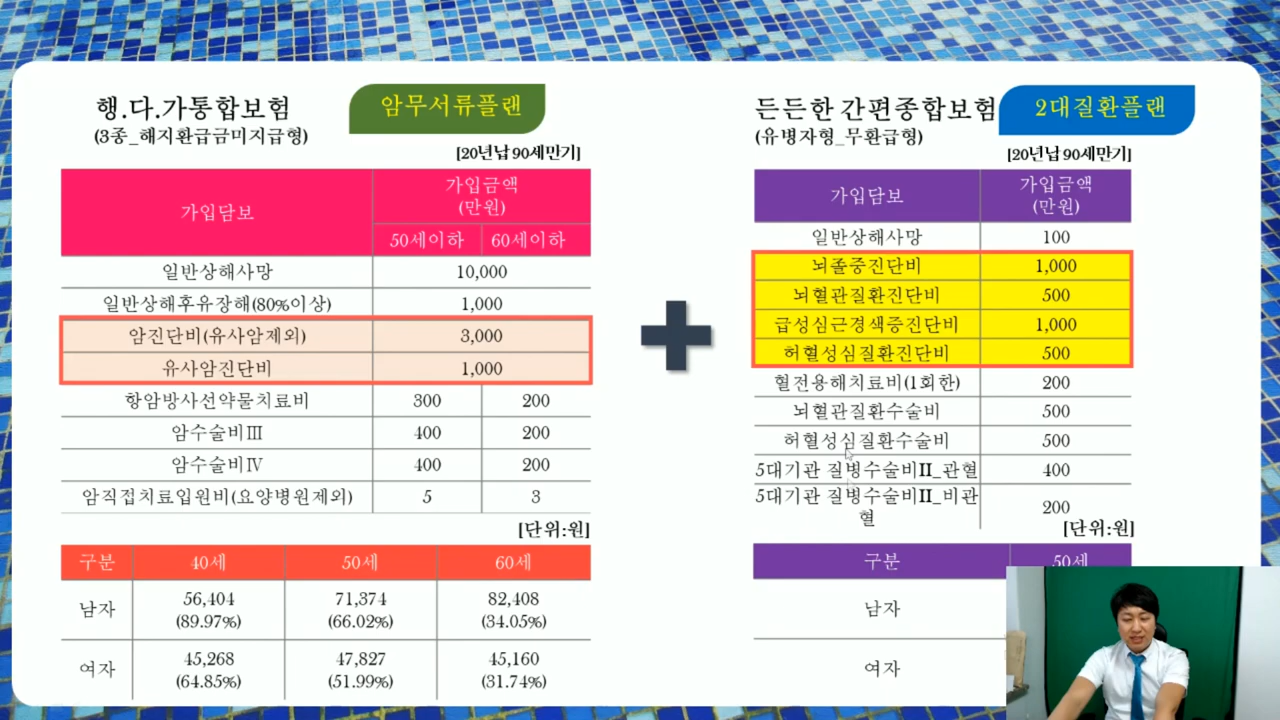 행.다.가통합보험
(3종_해지환급금미지급형)
암무서류플랜
[20년납 90세만기]
가입담보 가입금액
(만원)
50세이하 60세이하
일반상해사망 10,000
일반상해후유장해(80%이상) 1,000
암진단비(유사암제외) 3,000
유사암진단비 1,000
항암방사선약물치료비 300 200
암수술비Ⅲ 400 200
암수술비Ⅳ 400 200
암직접치료입원비(요양병원제외) 5 3
[단위:원]
구분 40세 50세 60세
남자 56,404 71,374 82,408
(89.97%) (66.02%) (34.05%)
여자 45,268 47,827 45,160
(64.85%) (51.99%) (31.74%)
든든한 간편종합보험
(유병자형_무환급형)
2대질환플랜
[20년납 90세만기]
가입담보 가입금액
(만원)
일반상해사망 100
뇌졸중진단비 1,000
뇌혈관질환진단비 500
급성심근경색증진단비 1,000
허혈성심질환진단비 500
혈전용해치료비(1회한) 200
뇌혈관질환수술비 500
허혈성심질환수술비 500
5대기관 질병수술비Ⅱ_관혈 400
5대기관 질병수술비Ⅱ_비관
혈 200
[단위:원]
구분 50세
남자
여자